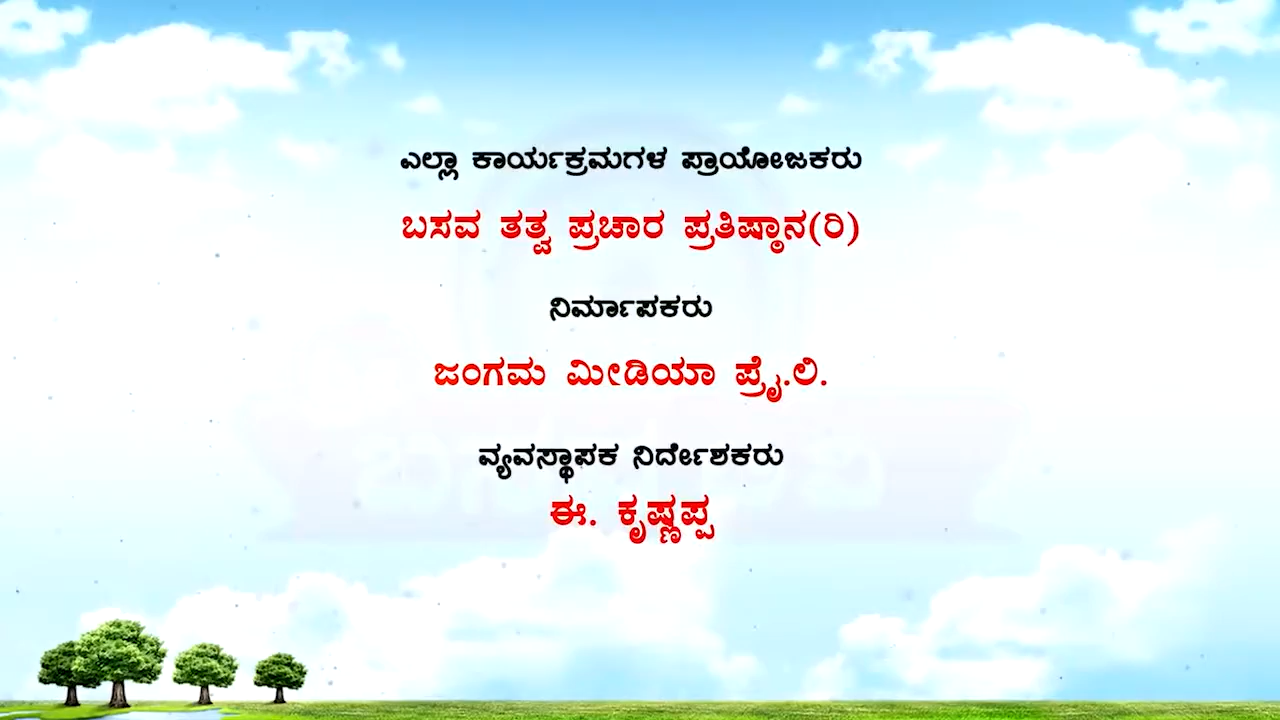 ಎಲ್ಲಾ ಕಾರ್ಯಕ್ರಮಗಳ ಪ್ರಾಯೋಜಕರು
ಬಸವ ತತ್ವ ಪ್ರಚಾರ ಪ್ರತಿಷ್ಠಾನ(ರಿ)
ನಿರ್ಮಾಪಕರು
ಜಂಗಮ ಮೀಡಿಯಾ ಪ್ರೈ.ಲಿ.
ವ್ಯವಸ್ಥಾಪಕ ನಿರ್ದೇಶಕರು
ಈ. ಕೃಷ್ಣಪ್ಪ